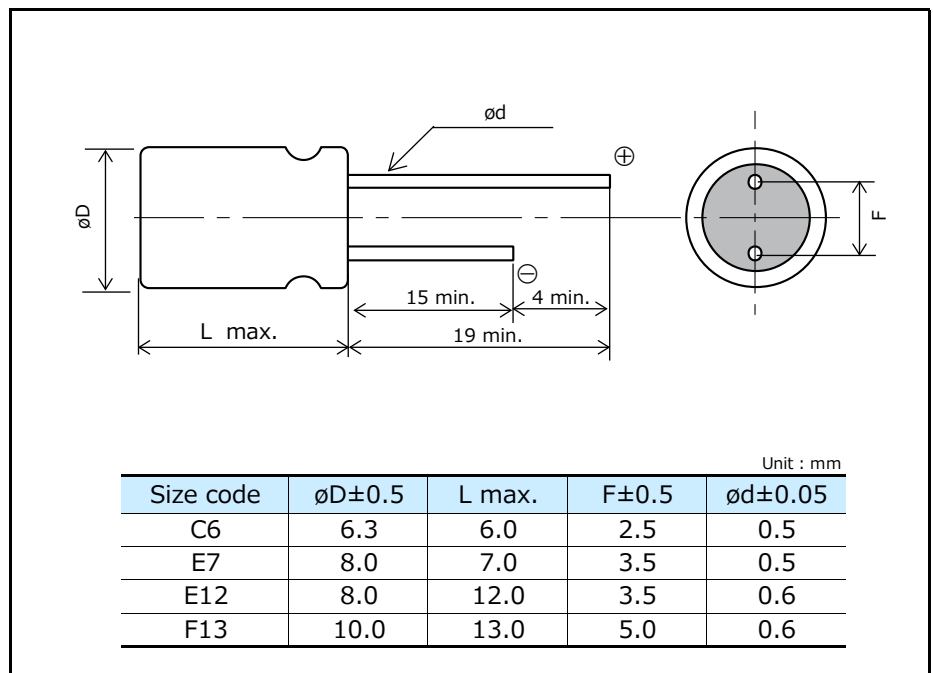 ød
⊕
øD
F
⊖
15 min.
4 min.
L max.
19 min.
Unit : mm
Size code øD±0.5 L max. F±0.5 ød±0.05
C6 6.3 6.0 2.5 0.5
E7 8.0 7.0 3.5 0.5
E12 8.0 12.0 3.5 0.6
F13 10.0 13.0 5.0 0.6